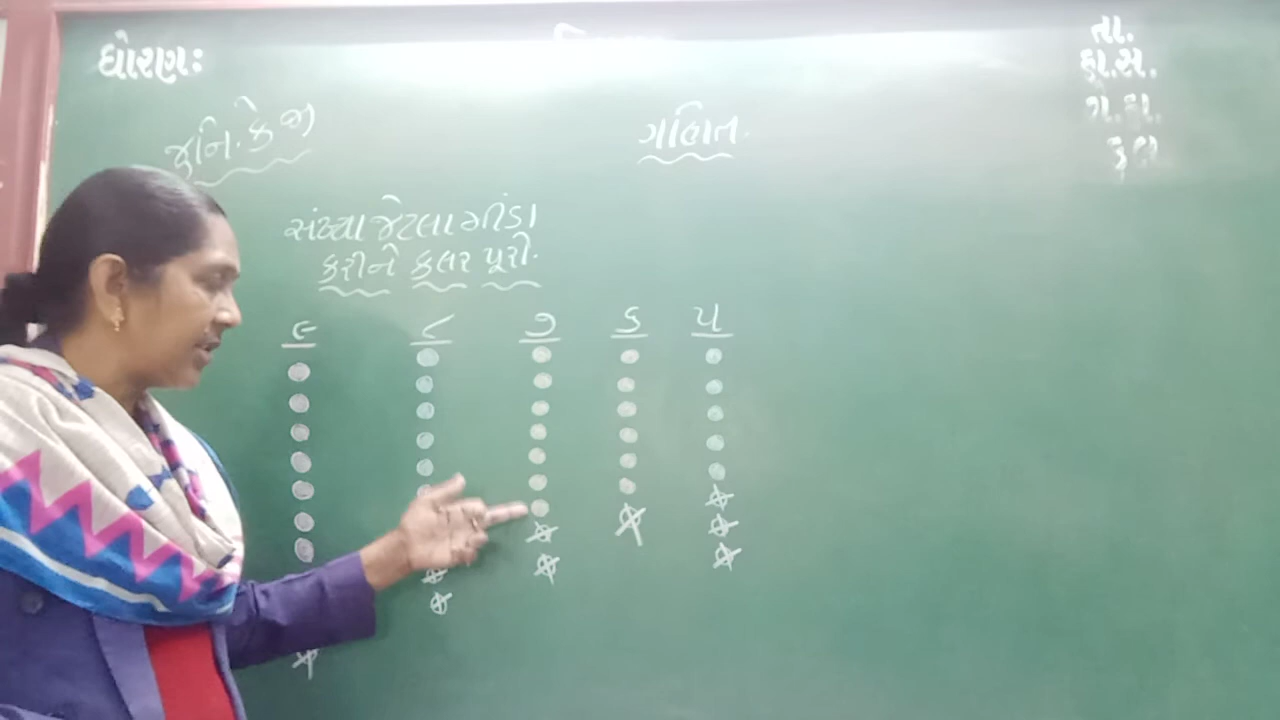 ધોરણઃ
તા.
હા.સ.
ગ.હા.
કુલ
જુનિ. કે જી
ગણિત.
સંખ્યા જેટલા મીંડા
કરીને કલર પૂરો.
૯ ૮ ૭ ૬ ૫